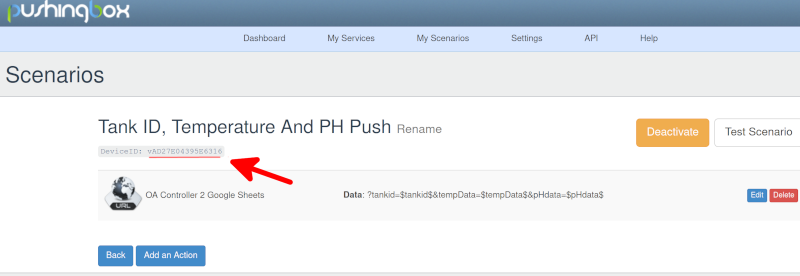 pushingbox
Dashboard My Services My Scenarios Settings API Help
Scenarios
Tank ID, Temperature And PH Push Rename
Deactivate Test Scenario
DeviceID: vAD27E04395E6316
URL OA Controller 2 Google Sheets Data: ?tankid=$tankid$&tempData=$tempData$&pHdata=$pHdata$ Edit Delete
Back Add an Action